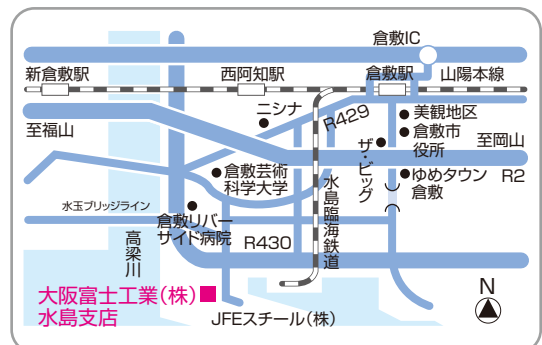 倉敷IC
新倉敷駅
西阿知駅
倉敷駅
山陽本線
ニシナ
R429
美観地区
倉敷市
役所
至福山
ザ・ビッグ
至岡山
倉敷芸術
科学大学
水島臨海鉄道
ゆめタウン
倉敷
R2
水玉ブリッジライン
倉敷リバー
サイド病院
高梁川
R430
大阪富士工業(株)
水島支店
JFEスチール(株)
N